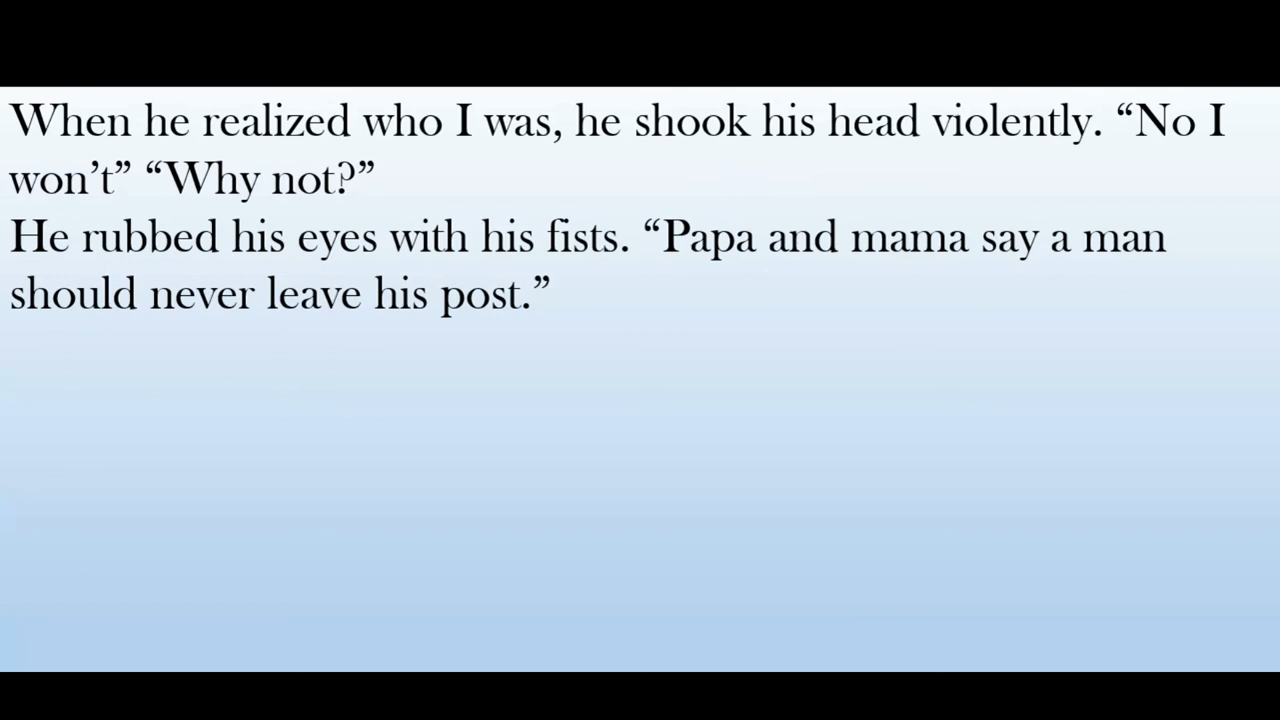 When he realized who I was, he shook his head violently. “No I
won’t” “Why not?”
He rubbed his eyes with his fists. “Papa and mama say a man
should never leave his post.”